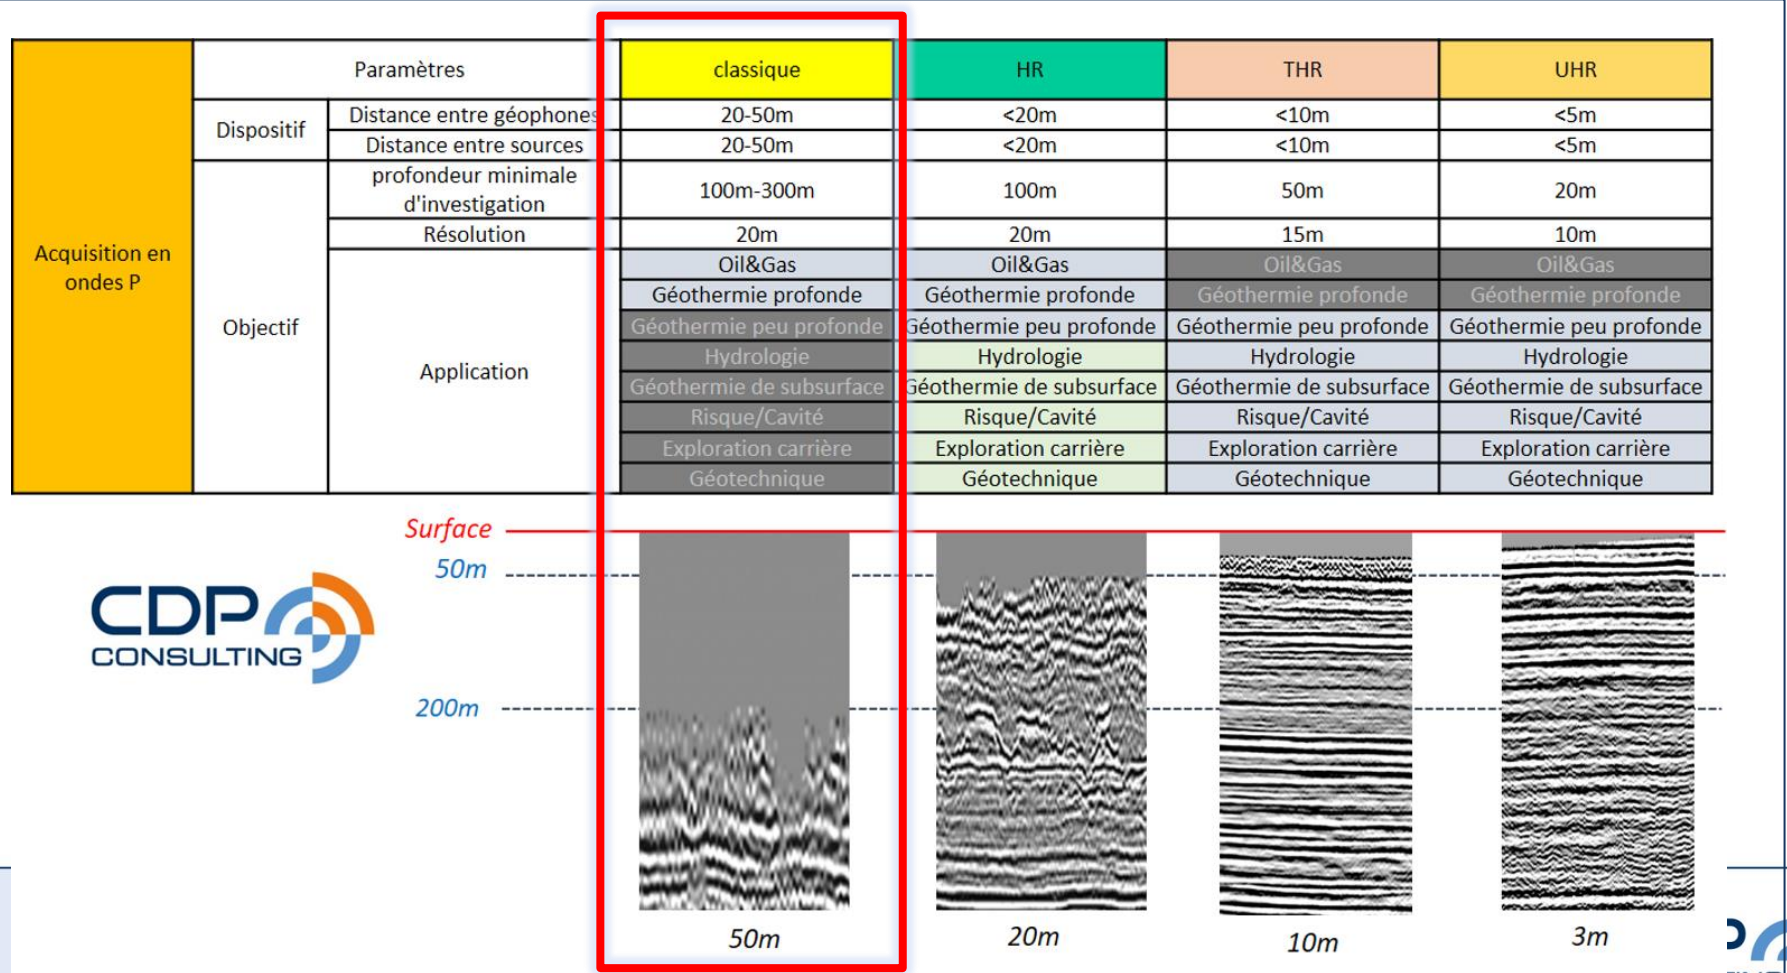 Paramètres classique HR THR UHR
Acquisition en
ondes P
Dispositif
Distance entre géophones 20-50m <20m <10m <5m
Distance entre sources 20-50m <20m <10m <5m
Objectif
profondeur minimale
d'investigation
100m-300m 100m 50m 20m
Résolution 20m 20m 15m 10m
Application
Oil&Gas Oil&Gas Oil&Gas Oil&Gas
Géothermie profonde Géothermie profonde Géothermie profonde Géothermie profonde
Géothermie peu profonde Géothermie peu profonde Géothermie peu profonde Géothermie peu profonde
Hydrologie Hydrologie Hydrologie Hydrologie
Géothermie de subsurface Géothermie de subsurface Géothermie de subsurface Géothermie de subsurface
Risque/Cavité Risque/Cavité Risque/Cavité Risque/Cavité
Exploration carrière Exploration carrière Exploration carrière Exploration carrière
Géotechnique Géotechnique Géotechnique Géotechnique
Surface
50m
200m
CDP
CONSULTING
50m 20m 10m 3m